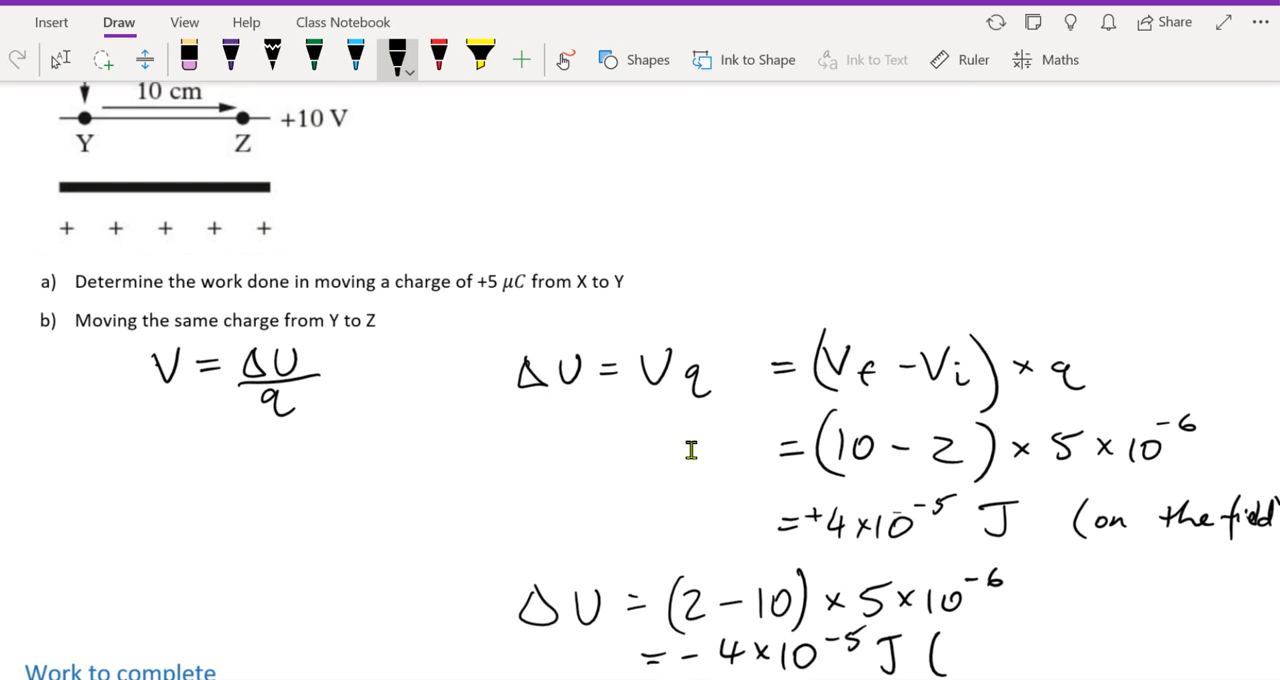 Insert Draw View Help Class Notebook Share
Shapes Ink to Shape Ink to Text Ruler Maths
10 cm
+10 V
Y Z
+ + + + +
a) Determine the work done in moving a charge of +5 μC from X to Y
b) Moving the same charge from Y to Z
V = ΔU/q
ΔU = Vq = (Vf - Vi) × q
= (10 - 2) × 5 × 10^-6
= +4×10^-5 J (on the field)
ΔU = (2 - 10) × 5×10^-6
= - 4×10^-5 J (
Work to complete